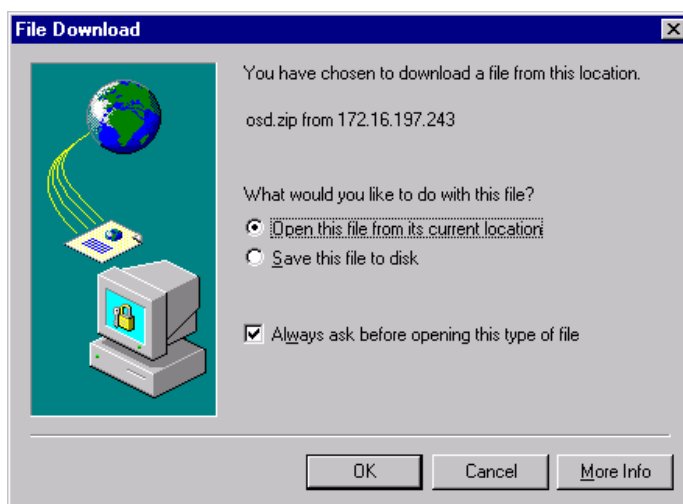 File Download
You have chosen to download a file from this location.
osd.zip from 172.16.197.243
What would you like to do with this file?
Open this file from its current location
Save this file to disk
Always ask before opening this type of file
OK
Cancel
More Info